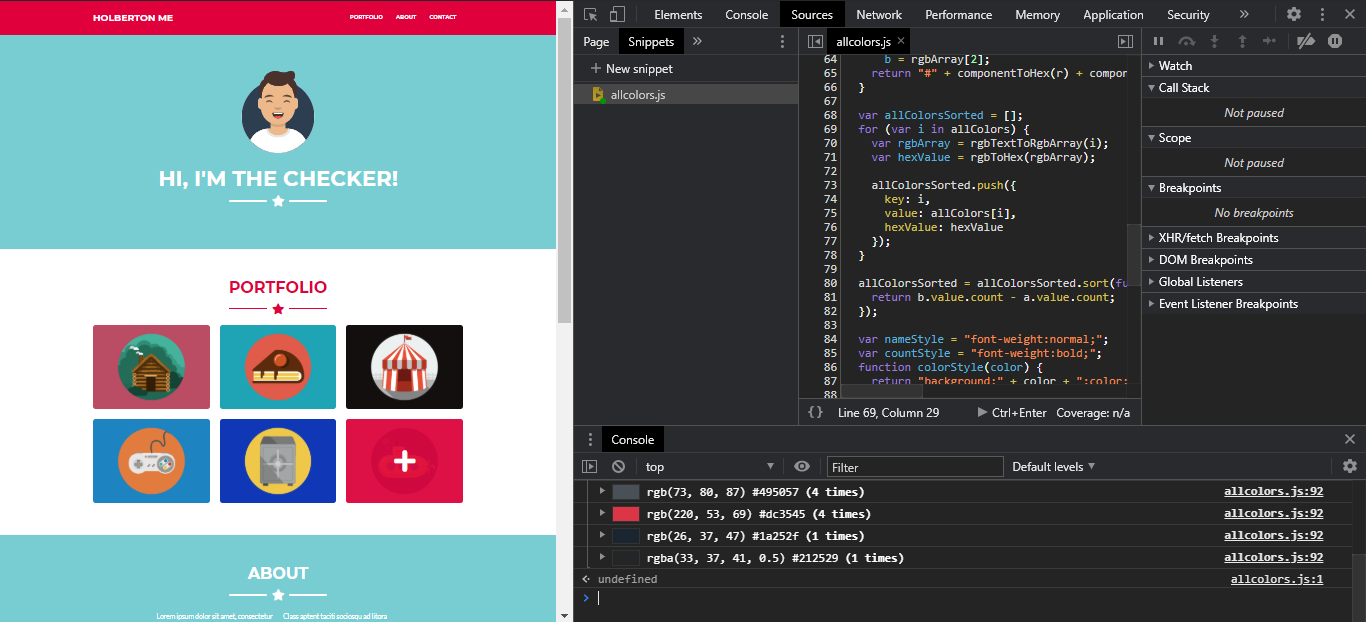 HOLBERTON ME
PORTFOLIO ABOUT CONTACT
HI, I'M THE CHECKER!
PORTFOLIO
ABOUT
Lorem ipsum dolor sit amet, consectetur Class aptent taciti sociosqu ad litora
Elements Console Sources Network Performance Memory Application Security »
Page Snippets »
+ New snippet
allcolors.js
allcolors.js ×
64 b = rgbArray[2];
65 return "#" + componentToHex(r) + compon
66 }
67
68 var allColorsSorted = [];
69 for (var i in allColors) {
70 var rgbArray = rgbTextToRgbArray(i);
71 var hexValue = rgbToHex(rgbArray);
72
73 allColorsSorted.push({
74 key: i,
75 value: allColors[i],
76 hexValue: hexValue
77 });
78 }
79
80 allColorsSorted = allColorsSorted.sort(fu
81 return b.value.count - a.value.count;
82 });
83
84 var nameStyle = "font-weight:normal;";
85 var countStyle = "font-weight:bold;";
86 function colorStyle(color) {
87 return "background:" + color + ";color:
88
{} Line 69, Column 29 Ctrl+Enter Coverage: n/a
Watch
Call Stack
Not paused
Scope
Not paused
Breakpoints
No breakpoints
XHR/fetch Breakpoints
DOM Breakpoints
Global Listeners
Event Listener Breakpoints
Console
top Filter Default levels
rgb(73, 80, 87) #495057 (4 times) allcolors.js:92
rgb(220, 53, 69) #dc3545 (4 times) allcolors.js:92
rgb(26, 37, 47) #1a252f (1 times) allcolors.js:92
rgba(33, 37, 41, 0.5) #212529 (1 times) allcolors.js:92
undefined allcolors.js:1